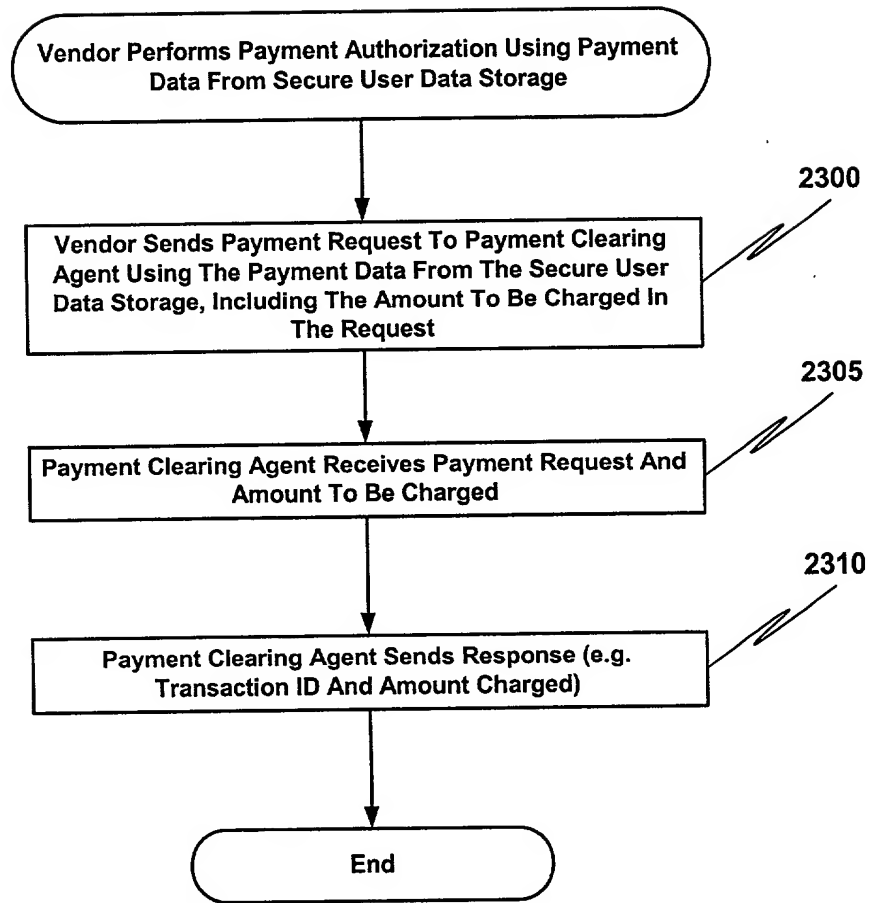 Vendor Performs Payment Authorization Using Payment
Data From Secure User Data Storage
2300
Vendor Sends Payment Request To Payment Clearing
Agent Using The Payment Data From The Secure User
Data Storage, Including The Amount To Be Charged In
The Request
2305
Payment Clearing Agent Receives Payment Request And
Amount To Be Charged
2310
Payment Clearing Agent Sends Response (e.g.
Transaction ID And Amount Charged)
End